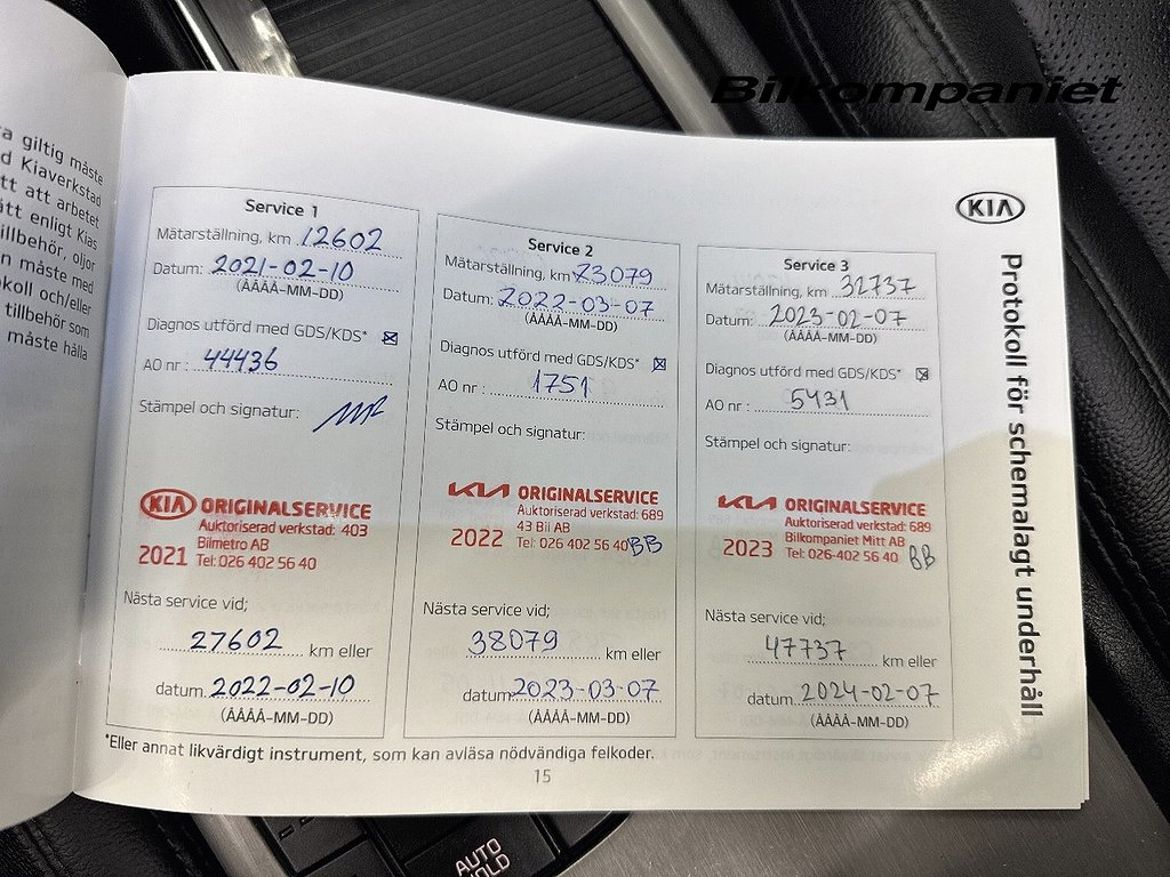 Bilkompaniet
a giltig måste
d Kiaverkstad
tt att arbetet
ätt enligt Kias
illbehör, oljor
n måste med
okoll och/eller
tillbehör som
måste hålla
KIA
Protokoll för schemalagt underhåll
Service 1
Mätarställning, km 12602
Datum: 2021-02-10
(ÅÅÅÅ-MM-DD)
Diagnos utförd med GDS/KDS* ☒
AO nr : 44436
Stämpel och signatur:
KIA ORIGINALSERVICE
Auktoriserad verkstad: 403
Bilmetro AB
2021 Tel: 026 402 56 40
Nästa service vid;
27602 km eller
datum. 2022-02-10
(ÅÅÅÅ-MM-DD)
Service 2
Mätarställning, km 23079
Datum: 2022-03-07
(ÅÅÅÅ-MM-DD)
Diagnos utförd med GDS/KDS* ☒
AO nr : 1751
Stämpel och signatur:
KIA ORIGINALSERVICE
Auktoriserad verkstad: 689
43 Bil AB
2022 Tel: 026 402 56 40 BB
Nästa service vid;
38079 km eller
datum. 2023-03-07
(ÅÅÅÅ-MM-DD)
Service 3
Mätarställning, km 32737
Datum: 2023-02-07
(ÅÅÅÅ-MM-DD)
Diagnos utförd med GDS/KDS* ☒
AO nr : 5431
Stämpel och signatur:
KIA ORIGINALSERVICE
Auktoriserad verkstad: 689
Bilkompaniet Mitt AB
2023 Tel: 026-402 56 40 BB
Nästa service vid;
47737 km eller
datum. 2024-02-07
(ÅÅÅÅ-MM-DD)
*Eller annat likvärdigt instrument, som kan avläsa nödvändiga felkoder.
15
AUTO
HOLD